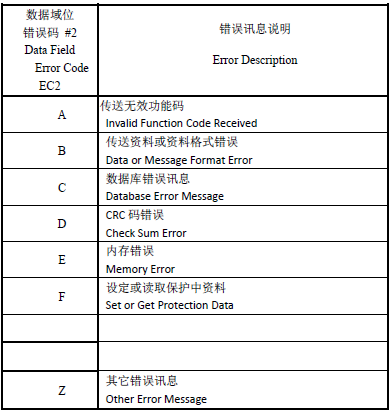 数据域位
错误码 #2
Data Field
Error Code
EC2
错误讯息说明
Error Description
A
传送无效功能码
Invalid Function Code Received
B
传送资料或资料格式错误
Data or Message Format Error
C
数据库错误讯息
Database Error Message
D
CRC 码错误
Check Sum Error
E
内存错误
Memory Error
F
设定或读取保护中资料
Set or Get Protection Data
Z
其它错误讯息
Other Error Message